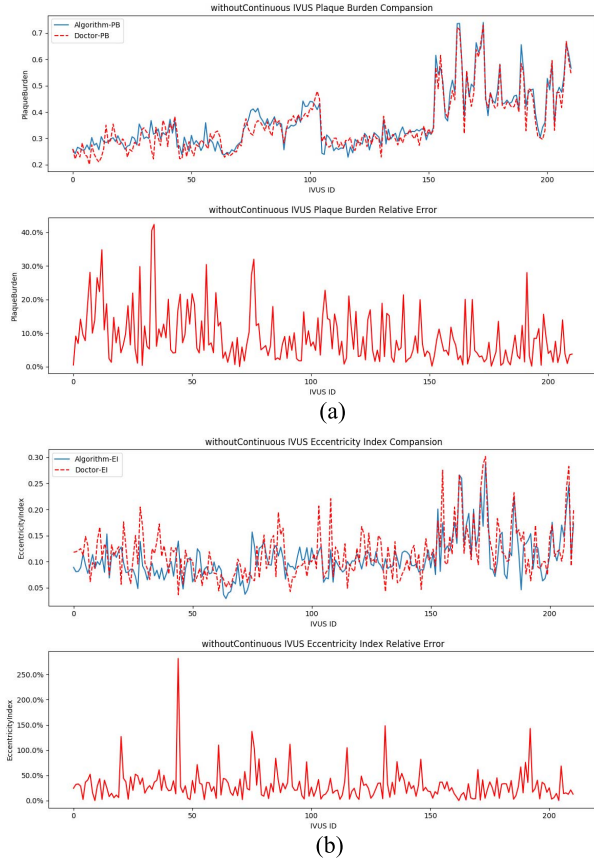 withoutContinuous IVUS Plaque Burden Compansion
Algorithm-PB
Doctor-PB
PlaqueBurden
0.7
0.6
0.5
0.4
0.3
0.2
0 50 100 150 200
IVUS ID
withoutContinuous IVUS Plaque Burden Relative Error
PlaqueBurden
40.0%
30.0%
20.0%
10.0%
0.0%
0 50 100 150 200
IVUS ID
(a)
withoutContinuous IVUS Eccentricity Index Compansion
Algorithm-EI
Doctor-EI
EccentricityIndex
0.30
0.25
0.20
0.15
0.10
0.05
0 50 100 150 200
IVUS ID
withoutContinuous IVUS Eccentricity Index Relative Error
EccentricityIndex
250.0%
200.0%
150.0%
100.0%
50.0%
0.0%
0 50 100 150 200
IVUS ID
(b)